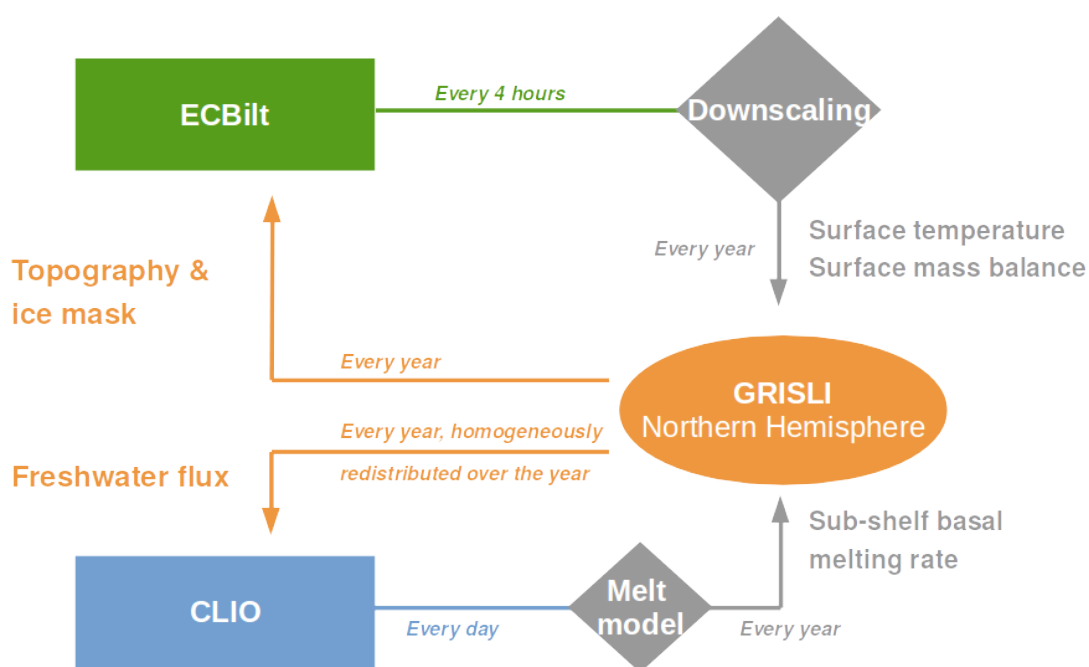 ECBilt
Every 4 hours
Downscaling
Every year
Surface temperature
Surface mass balance
Topography &
ice mask
Every year
GRISLI
Northern Hemisphere
Every year, homogeneously
redistributed over the year
Freshwater flux
Sub-shelf basal
melting rate
CLIO
Every day
Melt
model
Every year